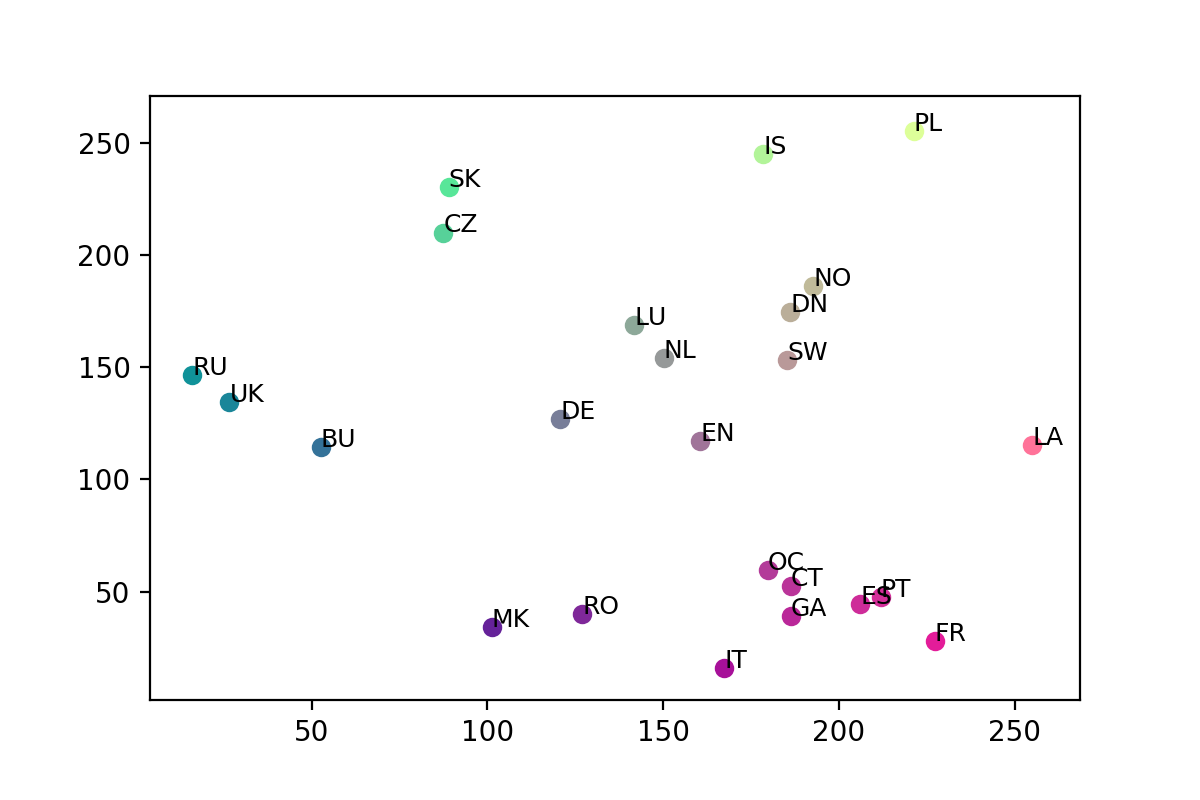 PL
250
IS
SK
CZ
200
NO
DN
LU
NL
SW
150
RU
UK
DE
BU
EN
LA
100
OC
CT
50
ES
PT
GA
RO
MK
FR
IT
50 100 150 200 250